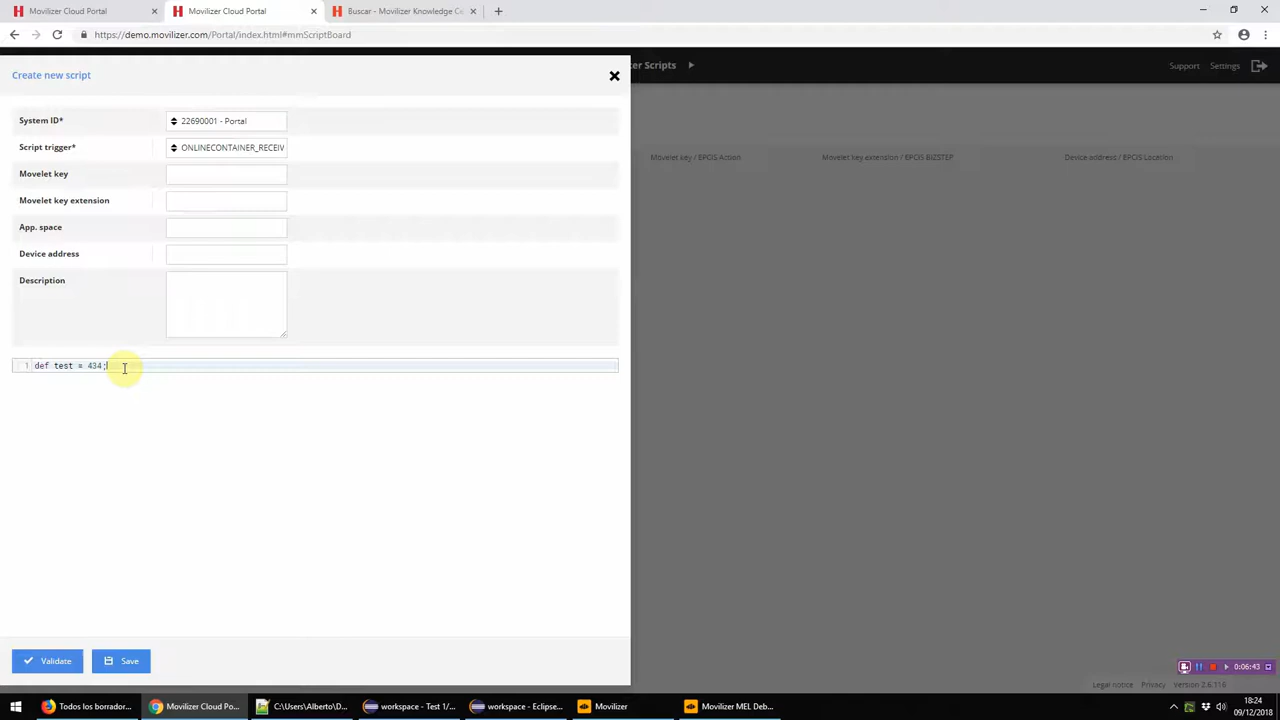 Movilizer Cloud Portal
Movilizer Cloud Portal
Buscar - Movilizer Knowledge Ce
https://demo.movilizer.com/Portal/index.html#mmScriptBoard
Create new script
ter Scripts
Support
Settings
System ID*
22690001 - Portal
Script trigger*
ONLINECONTAINER_RECEIV
Movelet key / EPCIS Action
Movelet key extension / EPCIS BIZSTEP
Device address / EPCIS Location
Movelet key
Movelet key extension
App. space
Device address
Description
1 def test = 434;
Validate
Save
0:06:43
Legal notice
Privacy
Version 2.6:116
Todos los borrador...
Movilizer Cloud Po...
C:\Users\Alberto\D...
workspace - Test 1/...
workspace - Eclipse...
Movilizer
Movilizer MEL Deb...
18:24
09/12/2018